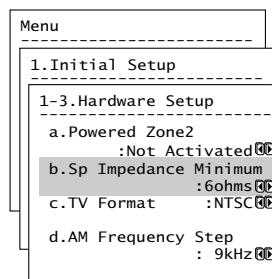 Menu
1.Initial Setup
1-3.Hardware Setup
a.Powered Zone2
:Not Activated
b.Sp Impedance Minimum
:6ohms
c.TV Format :NTSC
d.AM Frequency Step
: 9kHz